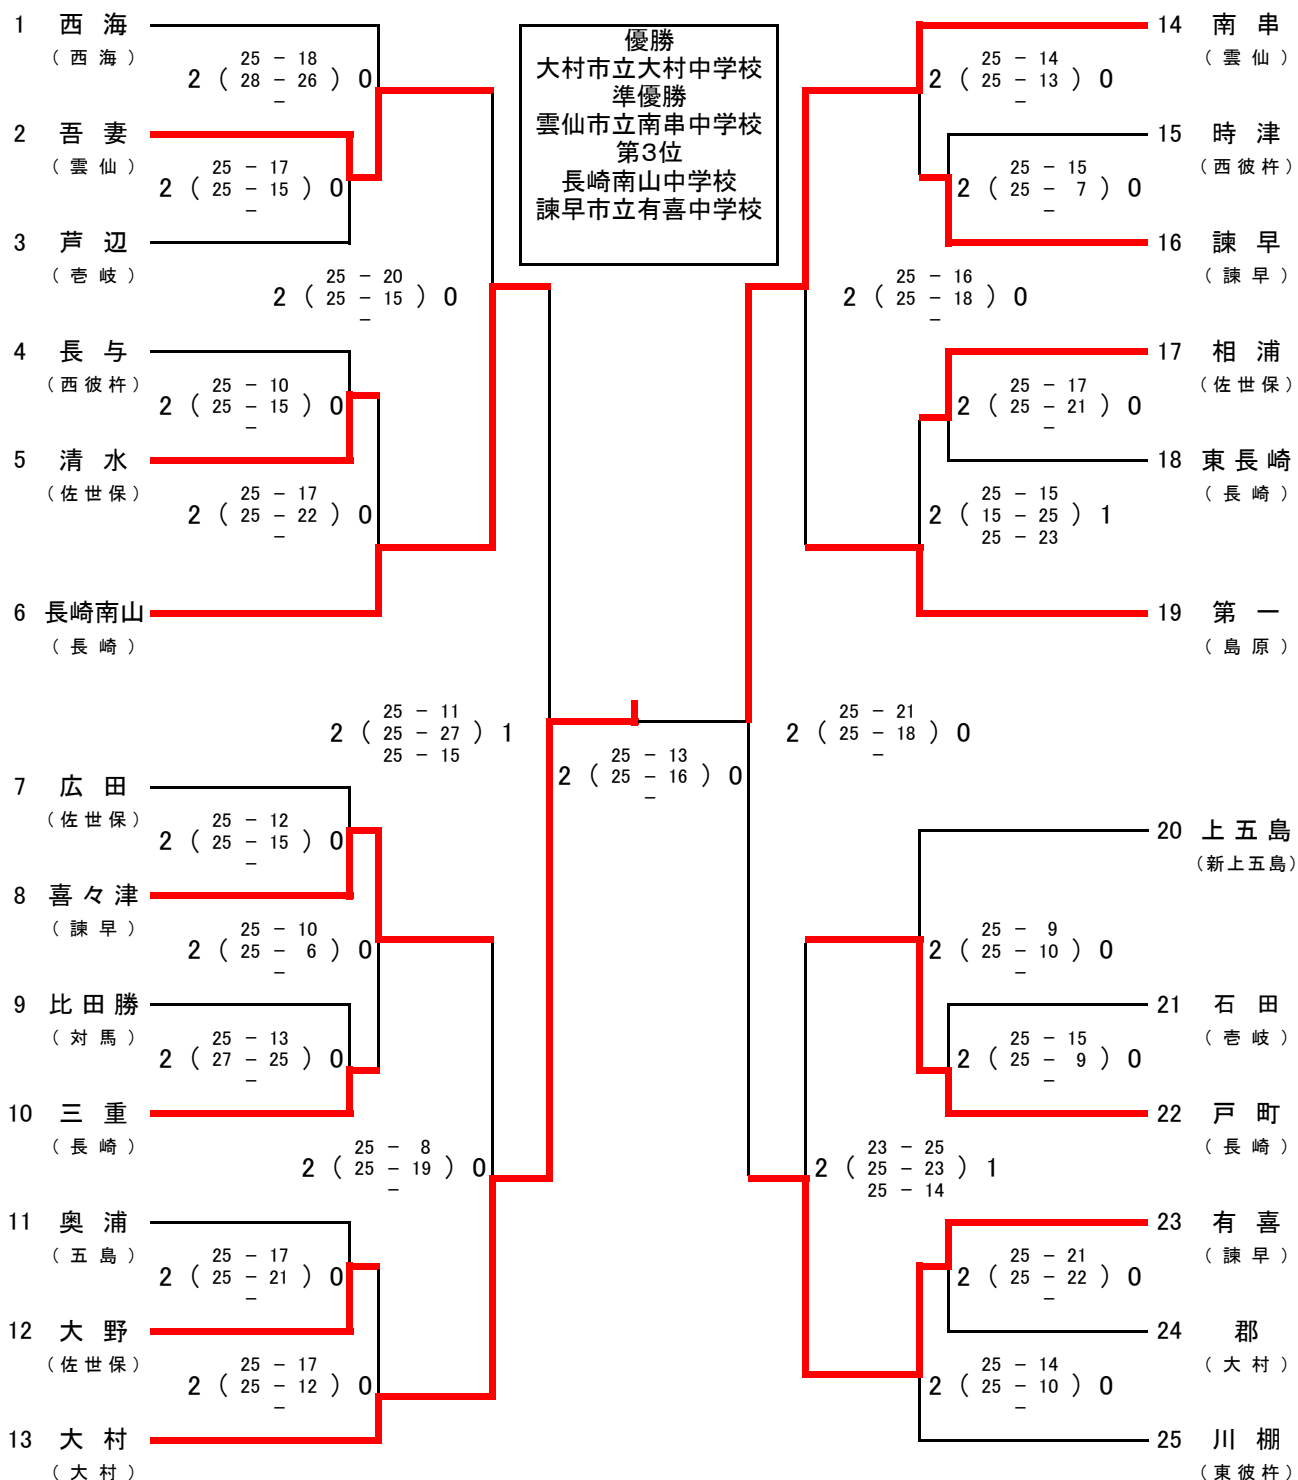 1 西海
(西海)
25 - 18
2 ( 28 - 26 ) 0
-
2 吾妻
(雲仙)
25 - 17
2 ( 25 - 15 ) 0
-
3 芦辺
(壱岐)
25 - 20
2 ( 25 - 15 ) 0
-
4 長与
(西彼杵)
25 - 10
2 ( 25 - 15 ) 0
-
5 清水
(佐世保)
25 - 17
2 ( 25 - 22 ) 0
-
6 長崎南山
(長崎)
25 - 11
2 ( 25 - 27 ) 1
25 - 15
7 広田
(佐世保)
25 - 12
2 ( 25 - 15 ) 0
-
8 喜々津
(諫早)
25 - 10
2 ( 25 - 6 ) 0
-
9 比田勝
(対馬)
25 - 13
2 ( 27 - 25 ) 0
-
10 三重
(長崎)
25 - 8
2 ( 25 - 19 ) 0
-
11 奥浦
(五島)
25 - 17
2 ( 25 - 21 ) 0
-
12 大野
(佐世保)
25 - 17
2 ( 25 - 12 ) 0
-
13 大村
(大村)
優勝
大村市立大村中学校
準優勝
雲仙市立南串中学校
第3位
長崎南山中学校
諫早市立有喜中学校
25 - 13
2 ( 25 - 16 ) 0
-
14 南串
(雲仙)
25 - 14
2 ( 25 - 13 ) 0
-
15 時津
(西彼杵)
25 - 15
2 ( 25 - 7 ) 0
-
16 諫早
(諫早)
25 - 16
2 ( 25 - 18 ) 0
-
17 相浦
(佐世保)
25 - 17
2 ( 25 - 21 ) 0
-
18 東長崎
(長崎)
25 - 15
2 ( 15 - 25 ) 1
25 - 23
19 第一
(島原)
25 - 21
2 ( 25 - 18 ) 0
-
20 上五島
(新上五島)
25 - 9
2 ( 25 - 10 ) 0
-
21 石田
(壱岐)
25 - 15
2 ( 25 - 9 ) 0
-
22 戸町
(長崎)
23 - 25
2 ( 25 - 23 ) 1
25 - 14
23 有喜
(諫早)
25 - 21
2 ( 25 - 22 ) 0
-
24 郡
(大村)
25 - 14
2 ( 25 - 10 ) 0
-
25 川棚
(東彼杵)